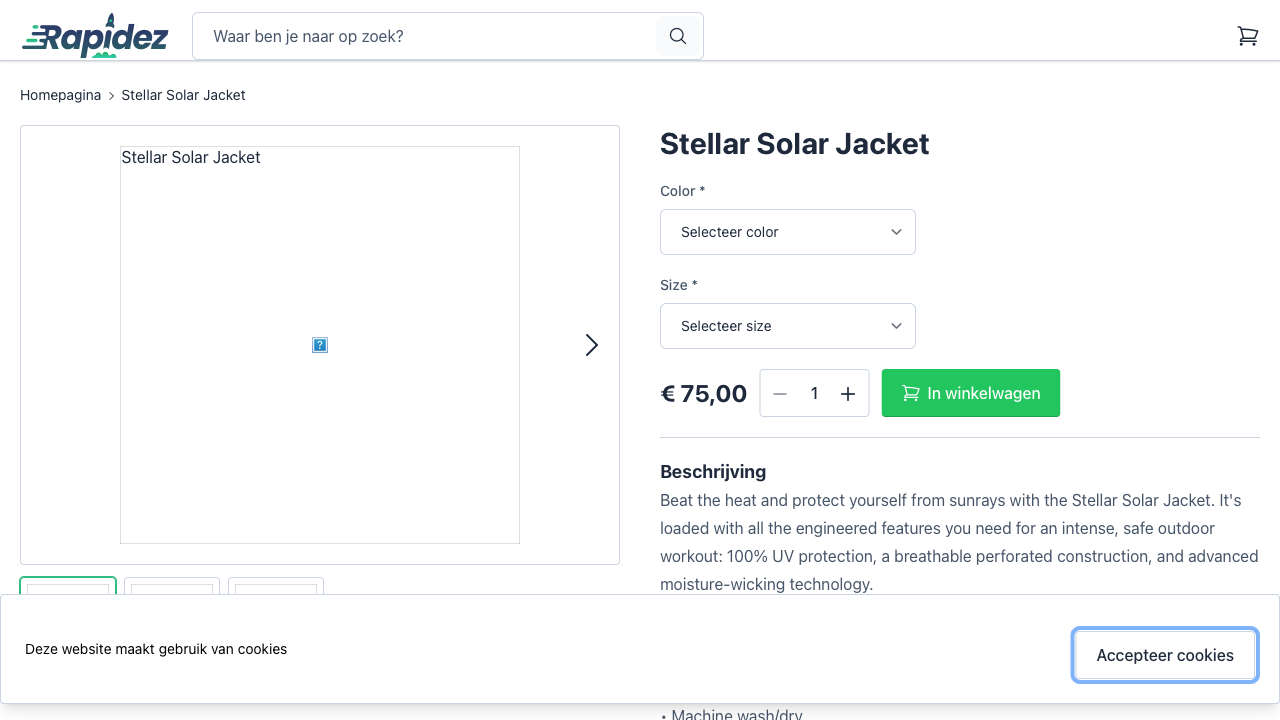 Rapidez
Waar ben je naar op zoek?
Homepagina
Stellar Solar Jacket
Stellar Solar Jacket
Stellar Solar Jacket
Color *
Selecteer color
Size *
Selecteer size
€ 75,00
1
In winkelwagen
Beschrijving
Beat the heat and protect yourself from sunrays with the Stellar Solar Jacket. It's
loaded with all the engineered features you need for an intense, safe outdoor
workout: 100% UV protection, a breathable perforated construction, and advanced
moisture-wicking technology.
Deze website maakt gebruik van cookies
Accepteer cookies
• Machine wash/dry